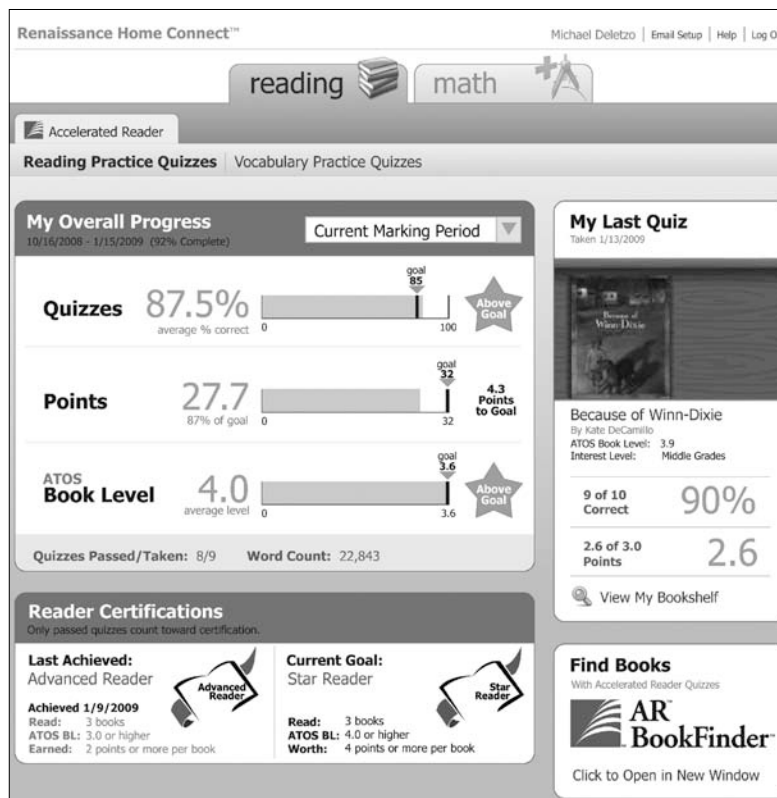 Renaissance Home Connect™
Michael Deletzo | Email Setup | Help | Log O
reading
math
Accelerated Reader
Reading Practice Quizzes | Vocabulary Practice Quizzes
My Overall Progress
10/16/2008 - 1/15/2009 (92% Complete)
Current Marking Period
goal
85
Quizzes
87.5%
average % correct
0
100
Above
Goal
goal
32
Points
27.7
87% of goal
0
32
4.3
Points
to Goal
goal
3.6
ATOS
Book Level
4.0
average level
0
3.6
Above
Goal
Quizzes Passed/Taken: 8/9 Word Count: 22,843
Reader Certifications
Only passed quizzes count toward certification.
Last Achieved:
Advanced Reader
Advanced
Reader
Achieved 1/9/2009
Read: 3 books
ATOS BL: 3.0 or higher
Earned: 2 points or more per book
Current Goal:
Star Reader
Star
Reader
Read: 3 books
ATOS BL: 4.0 or higher
Worth: 4 points or more per book
My Last Quiz
Taken 1/13/2009
Because of
Winn-Dixie
Because of Winn-Dixie
By Kate DeCamillo
ATOS Book Level: 3.9
Interest Level: Middle Grades
9 of 10
Correct
90%
2.6 of 3.0
Points
2.6
View My Bookshelf
Find Books
With Accelerated Reader Quizzes
AR™
BookFinder™
Click to Open in New Window